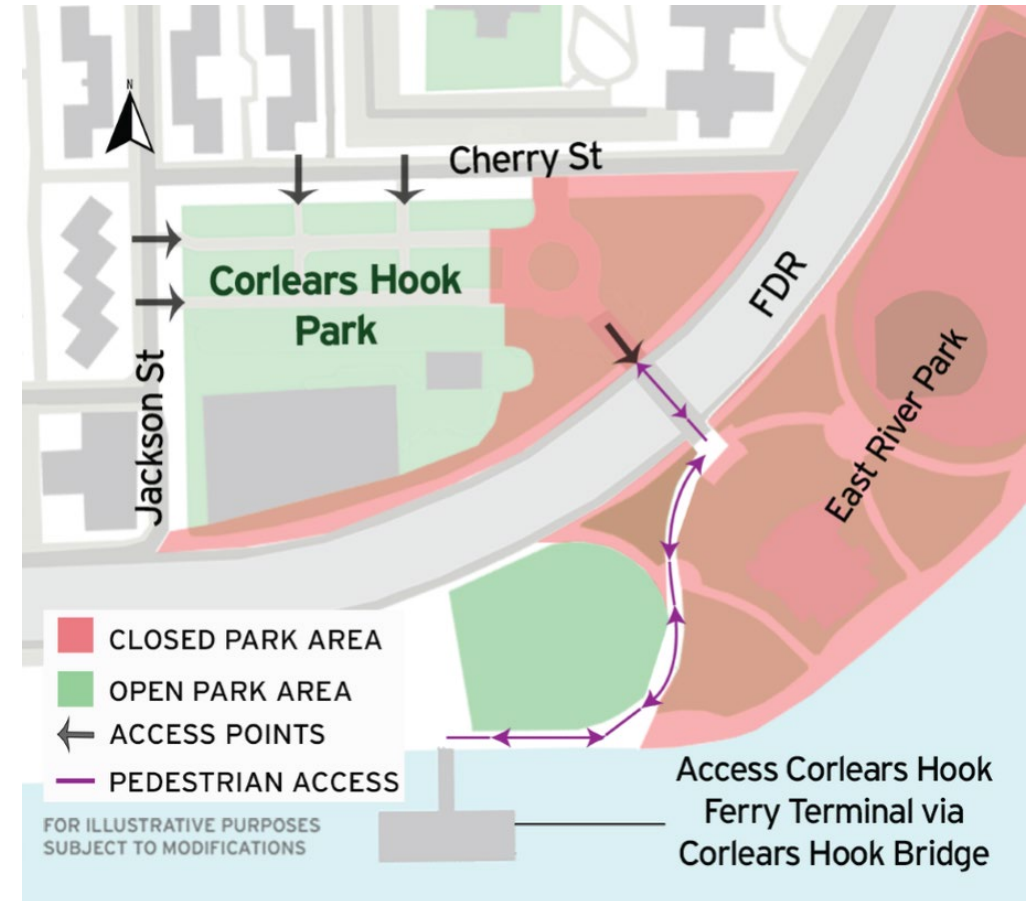 N
Cherry St
Corlears Hook
Park
FDR
Jackson St
East River Park
CLOSED PARK AREA
OPEN PARK AREA
ACCESS POINTS
PEDESTRIAN ACCESS
FOR ILLUSTRATIVE PURPOSES
SUBJECT TO MODIFICATIONS
Access Corlears Hook
Ferry Terminal via
Corlears Hook Bridge